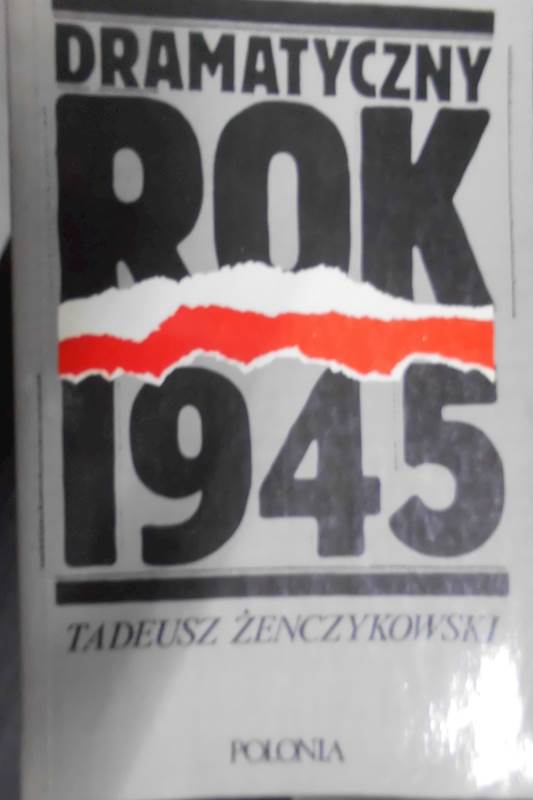 DRAMATYCZNY
ROK
1945
TADEUSZ ŻENCZYKOWSKI
POLONIA